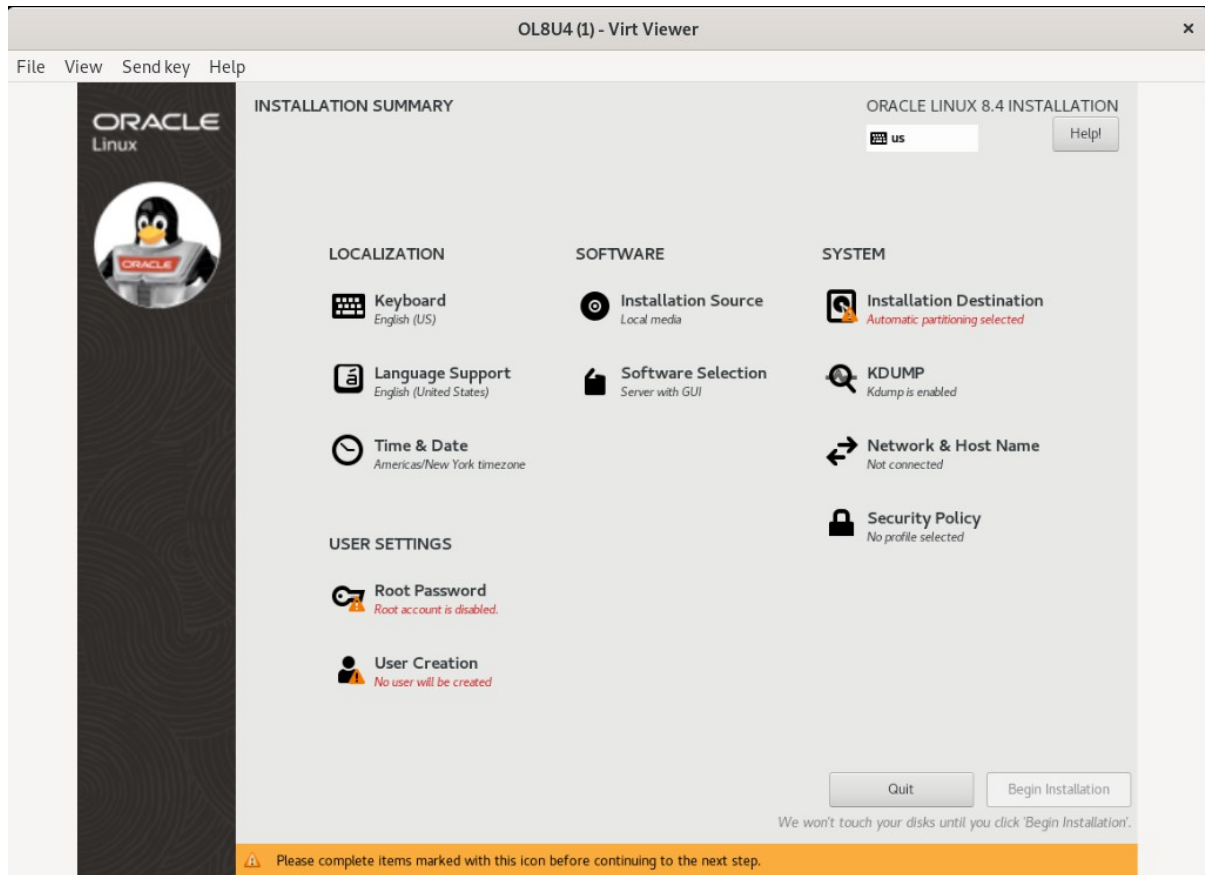 OL8U4 (1) - Virt Viewer
×
File View Send key Help
ORACLE
Linux
ORACLE
INSTALLATION SUMMARY
ORACLE LINUX 8.4 INSTALLATION
us
Help!
LOCALIZATION
Keyboard
English (US)
Language Support
English (United States)
Time & Date
Americas/New York timezone
USER SETTINGS
Root Password
Root account is disabled.
User Creation
No user will be created
SOFTWARE
Installation Source
Local media
Software Selection
Server with GUI
SYSTEM
Installation Destination
Automatic partitioning selected
KDUMP
Kdump is enabled
Network & Host Name
Not connected
Security Policy
No profile selected
Quit
Begin Installation
We won't touch your disks until you click 'Begin Installation'.
Please complete items marked with this icon before continuing to the next step.